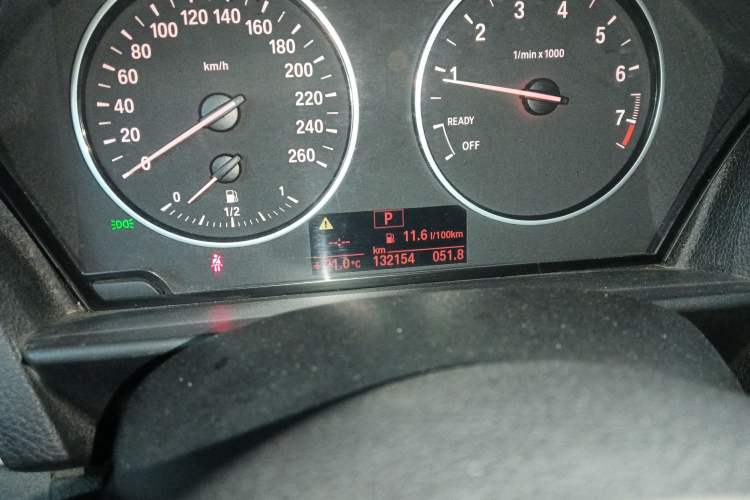 0 20 40 60 80 100 120 140 160 180 200 220 240 260
km/h
0 1/2 1
1 2 3 4 5 6 7
1/min x 1000
READY
OFF
P
--:-- 11.6 l/100km
km
1.0 °C 132154 051.8